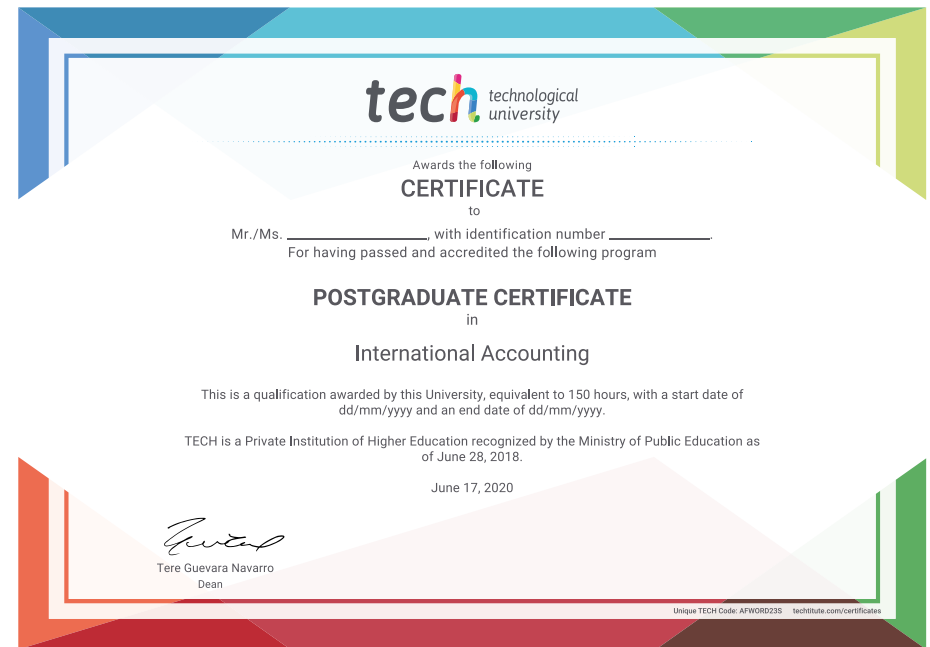 tech technological
university
Awards the following
CERTIFICATE
to
Mr./Ms. ____________________, with identification number ______________.
For having passed and accredited the following program
POSTGRADUATE CERTIFICATE
in
International Accounting
This is a qualification awarded by this University, equivalent to 150 hours, with a start date of
dd/mm/yyyy and an end date of dd/mm/yyyy.
TECH is a Private Institution of Higher Education recognized by the Ministry of Public Education as
of June 28, 2018.
June 17, 2020
Tere Guevara Navarro
Dean
Unique TECH Code: AFWORD23S techtitute.com/certificates